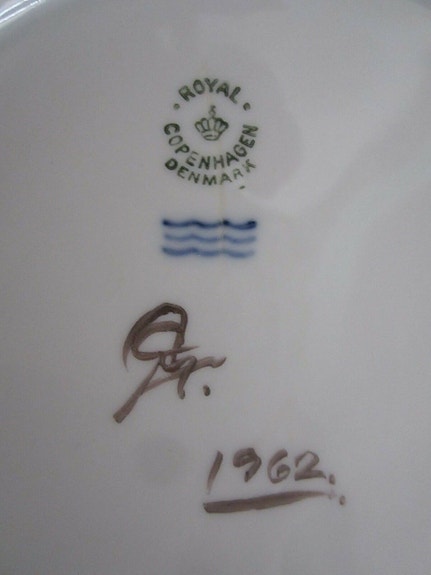 ROYAL
COPENHAGEN
DENMARK
1962.